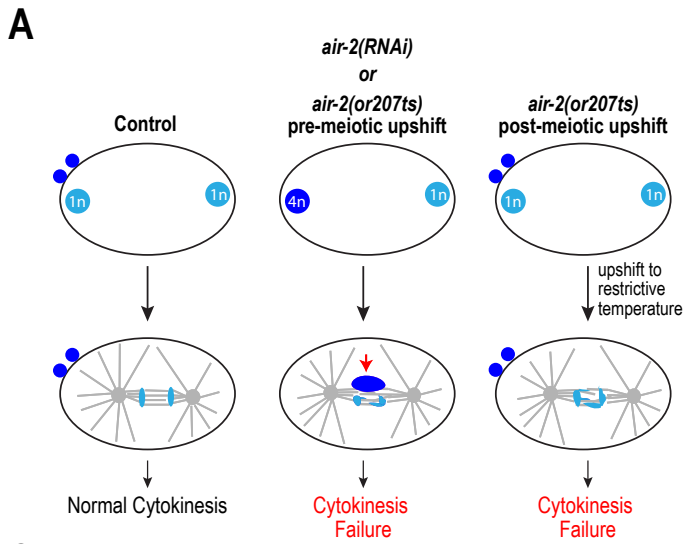 A
Control
air-2(RNAi)
or
air-2(or207ts)
pre-meiotic upshift
air-2(or207ts)
post-meiotic upshift
1n
1n
4n
1n
1n
1n
upshift to
restrictive
temperature
Normal Cytokinesis
Cytokinesis
Failure
Cytokinesis
Failure